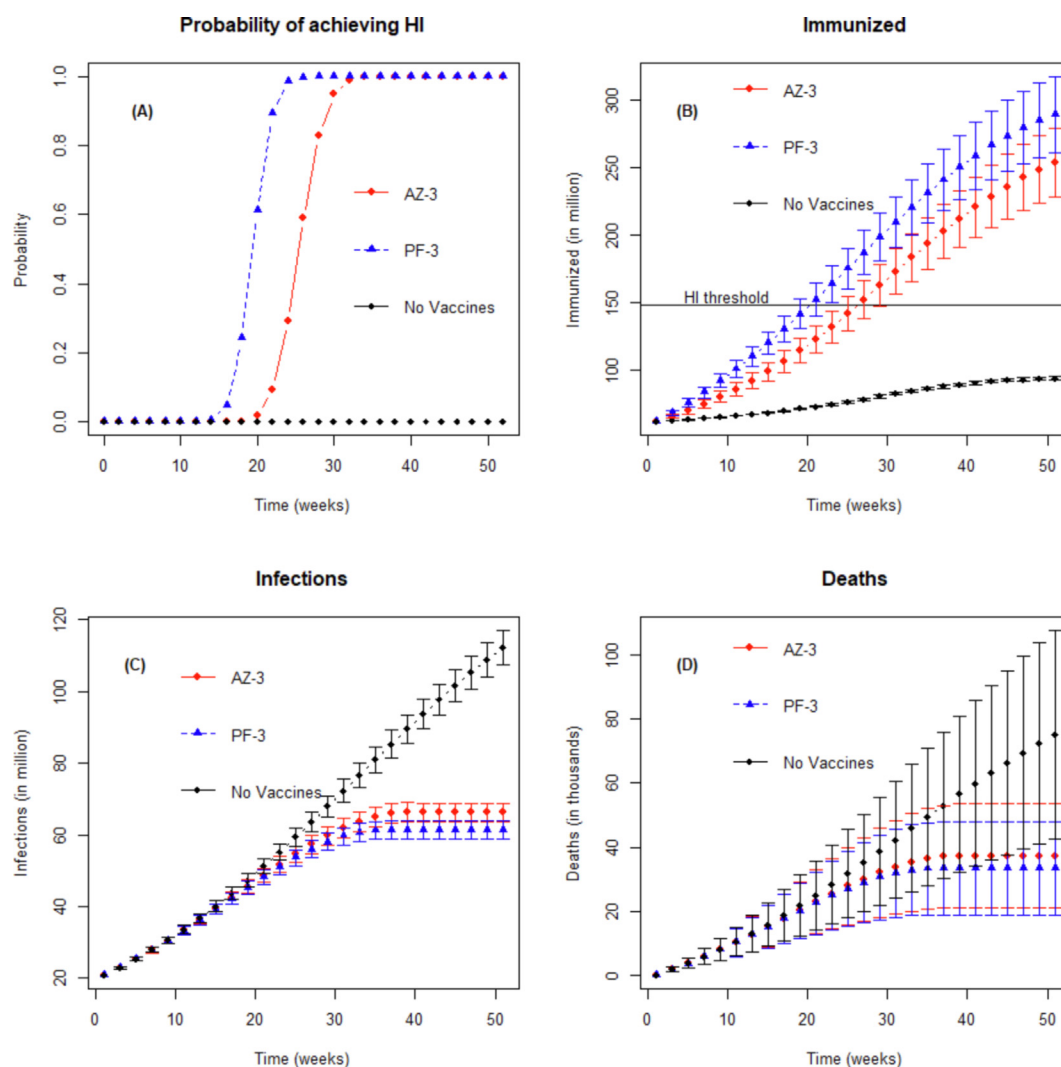 Probability of achieving HI
Probability
0.0
0.2
0.4
0.6
0.8
1.0
(A)
AZ-3
PF-3
No Vaccines
0 10 20 30 40 50
Time (weeks)
Immunized
Immunized (in million)
100
150
200
250
300
(B)
AZ-3
PF-3
No Vaccines
HI threshold
0 10 20 30 40 50
Time (weeks)
Infections
Infections (in million)
20
40
60
80
100
120
(C)
AZ-3
PF-3
No Vaccines
0 10 20 30 40 50
Time (weeks)
Deaths
Deaths (in thousands)
0
20
40
60
80
100
(D)
AZ-3
PF-3
No Vaccines
0 10 20 30 40 50
Time (weeks)